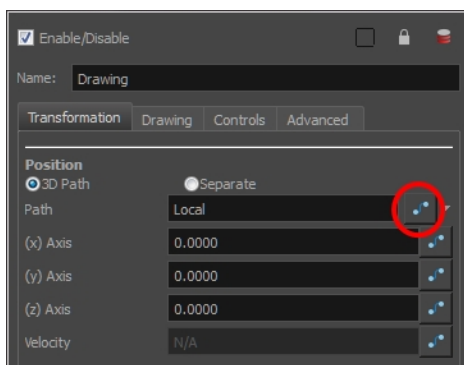 Enable/Disable
Name: Drawing
Transformation Drawing Controls Advanced
Position
3D Path Separate
Path Local
(x) Axis 0.0000
(y) Axis 0.0000
(z) Axis 0.0000
Velocity N/A